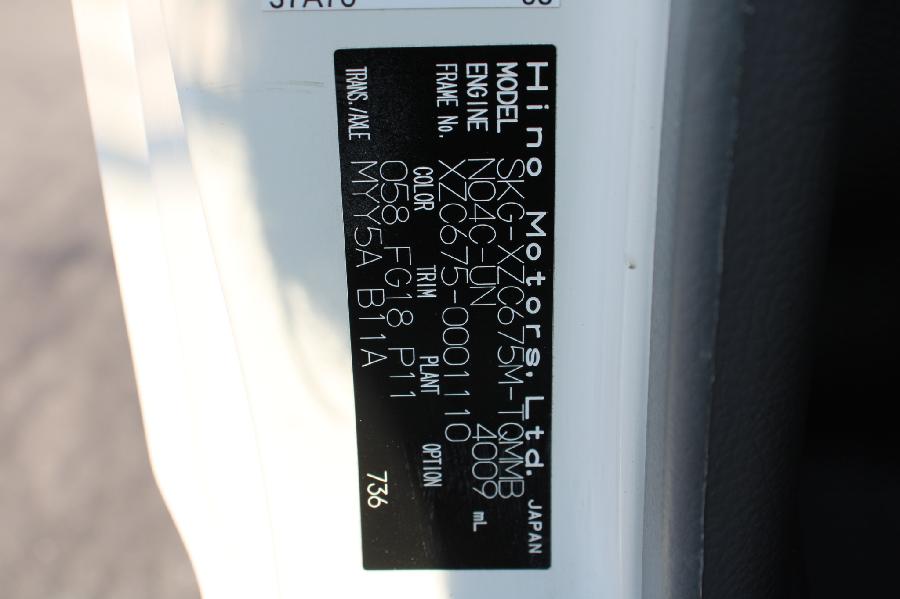 Hino Motors, Ltd. JAPAN
MODEL SKG-XZC675M-TQMMB
ENGINE N04C-UN 4009 mL
FRAME No. XZC675-0001110
COLOR TRIM PLANT OPTION
058 FG18 P11
TRANS./AXLE MYY5A B11A 736